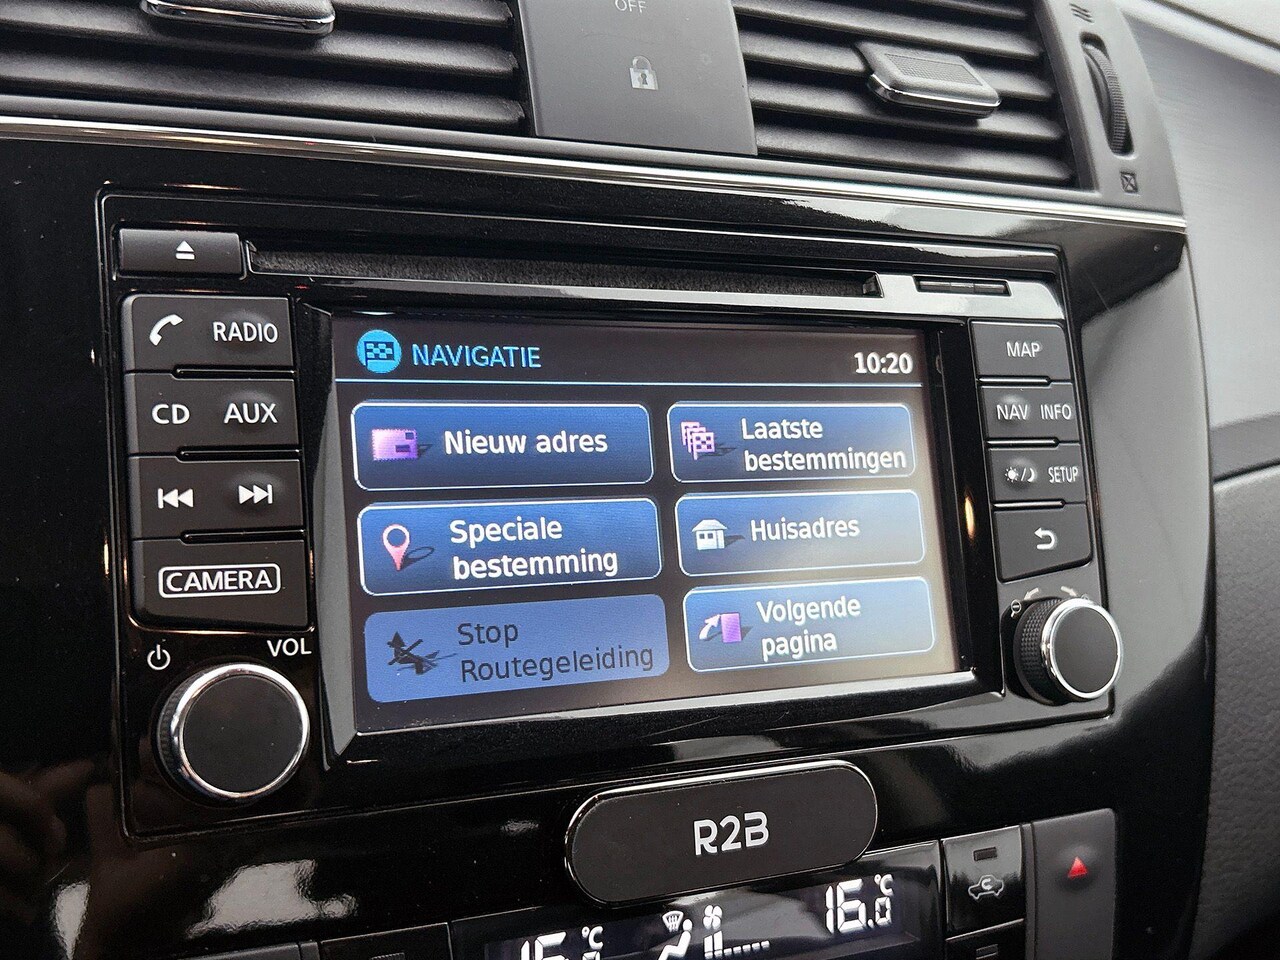 OFF
RADIO
CD AUX
CAMERA
VOL
NAVIGATIE 10:20
Nieuw adres
Laatste
bestemmingen
Speciale
bestemming
Huisadres
Stop
Routegeleiding
Volgende
pagina
MAP
NAV INFO
SETUP
R2B
16.0 °C
°C